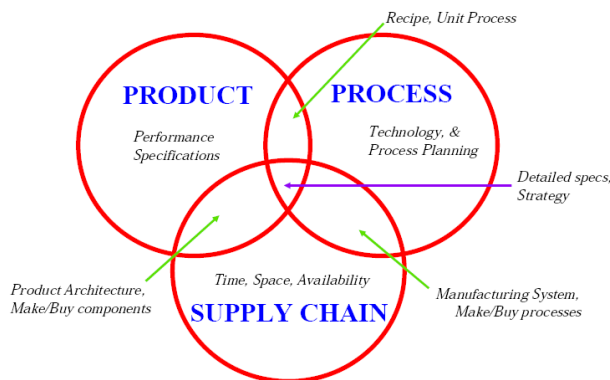 Recipe, Unit Process
PRODUCT
PROCESS
Performance
Specifications
Technology, &
Process Planning
Detailed specs,
Strategy
Product Architecture,
Make/Buy components
Time, Space, Availability
SUPPLY CHAIN
Manufacturing System,
Make/Buy processes